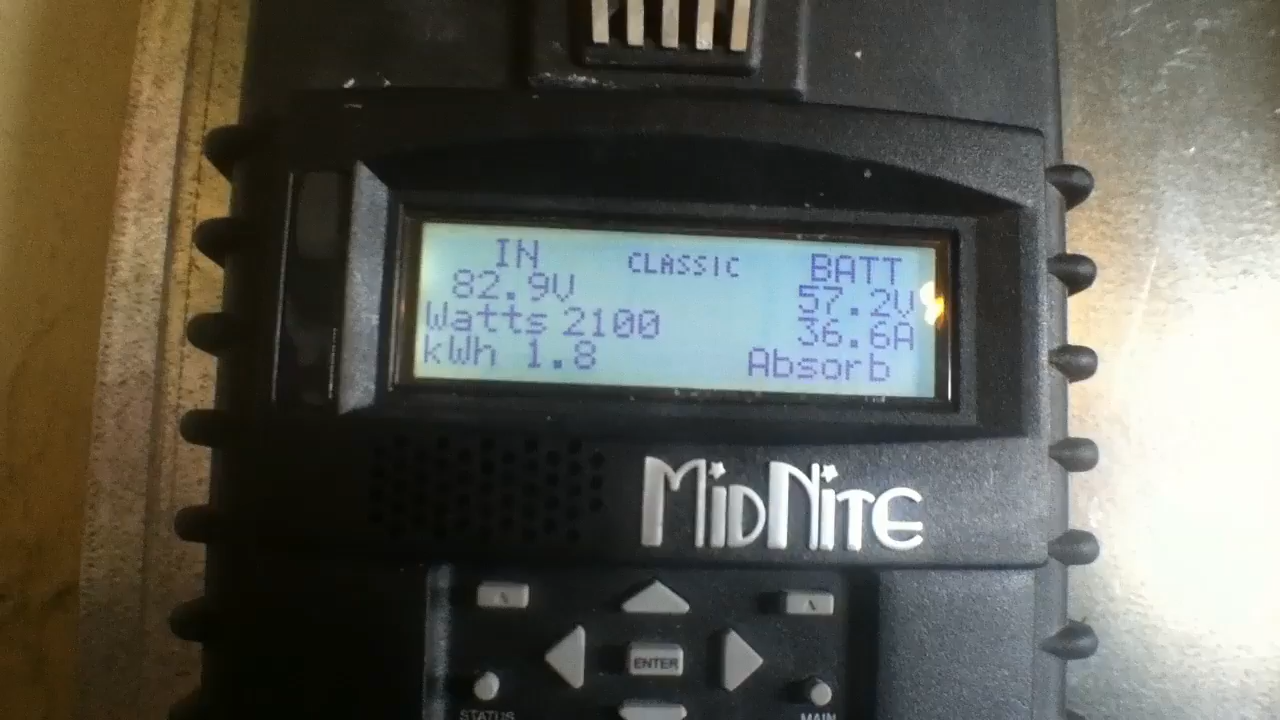 IN CLASSIC BATT
82.9V 57.2V
Watts 2100 36.6A
kWh 1.8 Absorb
MIDNITE
ENTER
STATUS MAIN